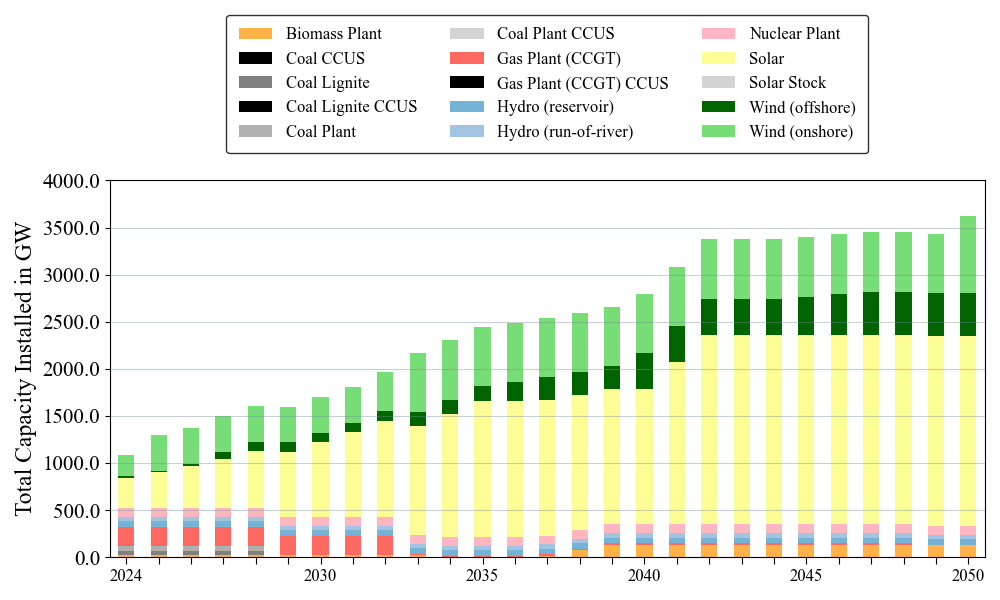 Biomass Plant
Coal CCUS
Coal Lignite
Coal Lignite CCUS
Coal Plant
Coal Plant CCUS
Gas Plant (CCGT)
Gas Plant (CCGT) CCUS
Hydro (reservoir)
Hydro (run-of-river)
Nuclear Plant
Solar
Solar Stock
Wind (offshore)
Wind (onshore)
Total Capacity Installed in GW
4000.0
3500.0
3000.0
2500.0
2000.0
1500.0
1000.0
500.0
0.0
2024
2030
2035
2040
2045
2050